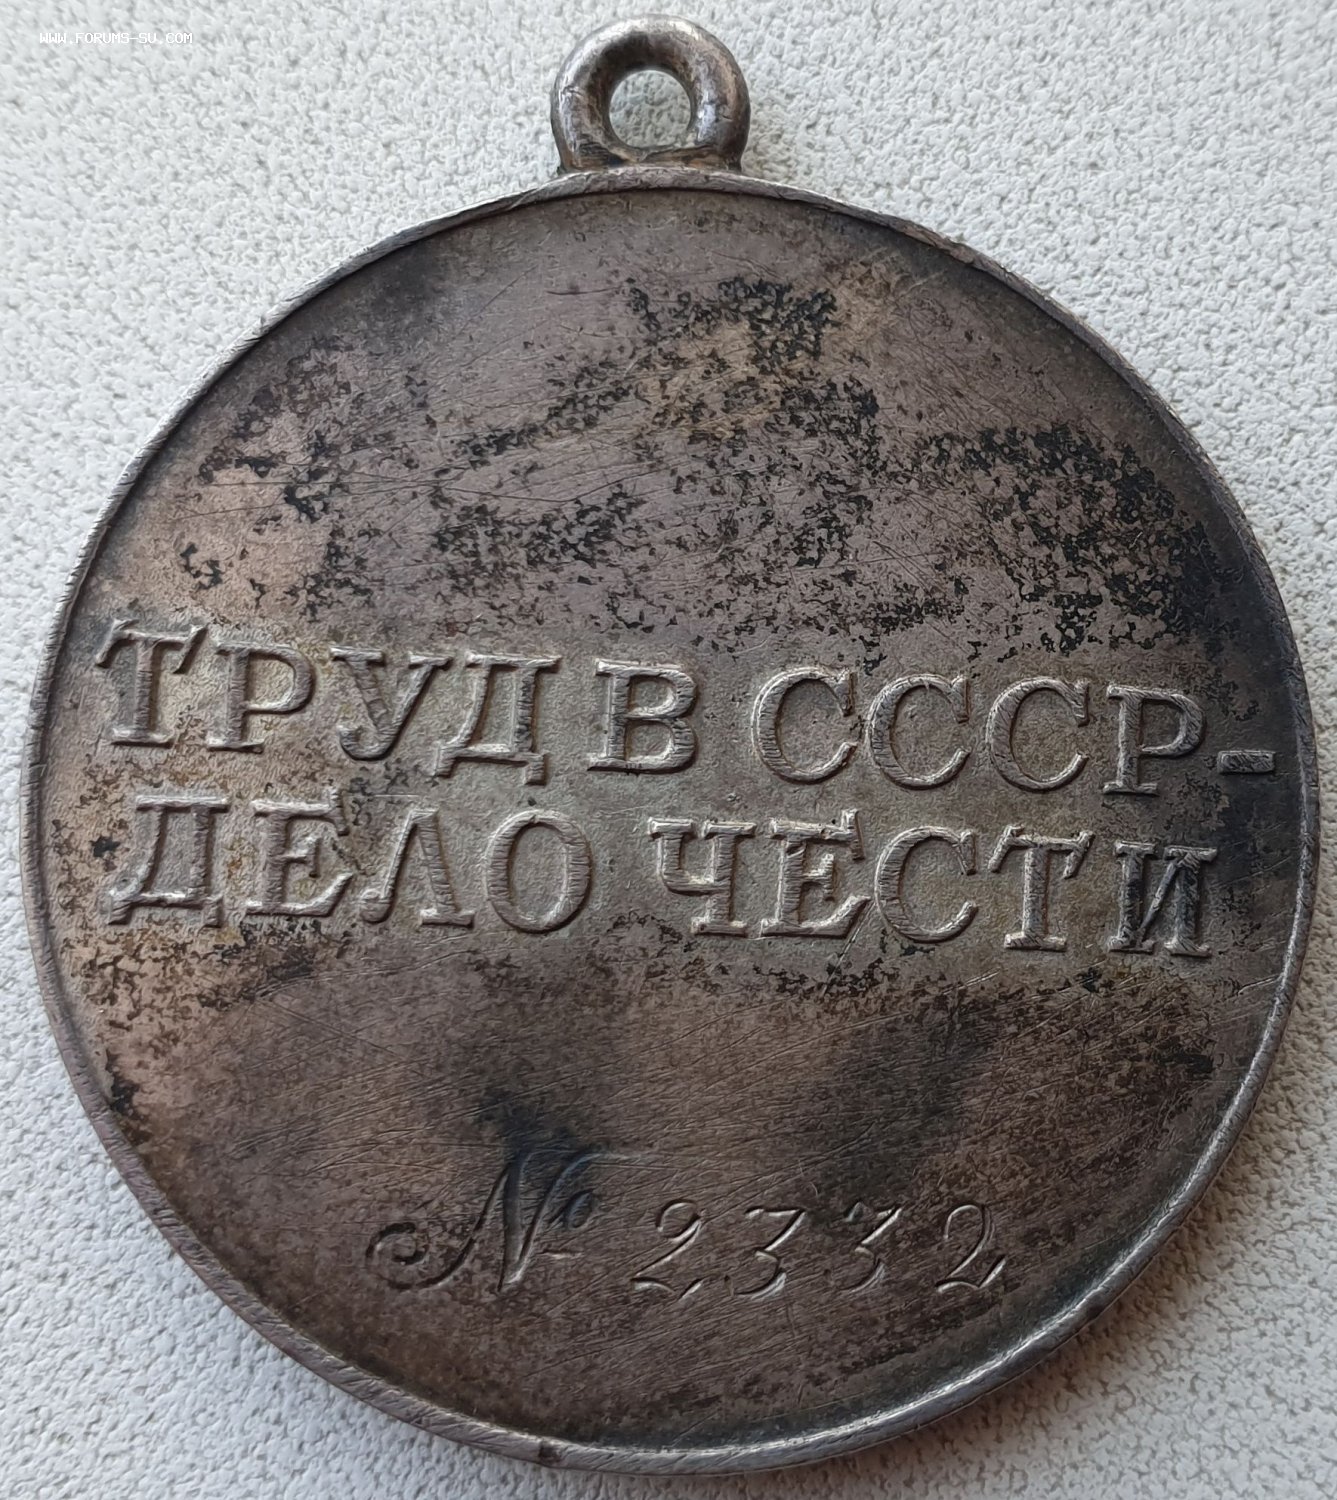 WWW.FORUMS-SU.COM
ТРУД В СССР-
ДЕЛО ЧЕСТИ
№ 2332